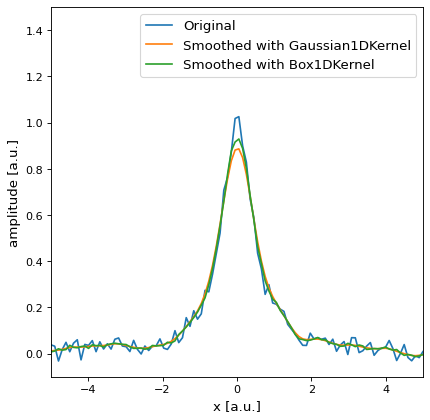 Original
Smoothed with Gaussian1DKernel
Smoothed with Box1DKernel
1.4
1.2
1.0
0.8
0.6
0.4
0.2
0.0
amplitude [a.u.]
−4
−2
0
2
4
x [a.u.]